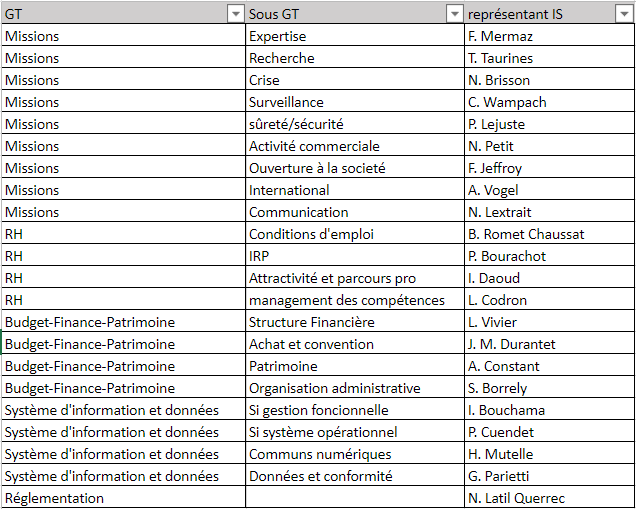 GT Sous GT représentant IS
Missions Expertise F. Mermaz
Missions Recherche T. Taurines
Missions Crise N. Brisson
Missions Surveillance C. Wampach
Missions sûreté/sécurité P. Lejuste
Missions Activité commerciale N. Petit
Missions Ouverture à la societé F. Jeffroy
Missions International A. Vogel
Missions Communication N. Lextrait
RH Conditions d'emploi B. Romet Chaussat
RH IRP P. Bourachot
RH Attractivité et parcours pro I. Daoud
RH management des compétences L. Codron
Budget-Finance-Patrimoine Structure Financière L. Vivier
Budget-Finance-Patrimoine Achat et convention J. M. Durantet
Budget-Finance-Patrimoine Patrimoine A. Constant
Budget-Finance-Patrimoine Organisation administrative S. Borrely
Système d'information et données Si gestion foncionnelle I. Bouchama
Système d'information et données Si système opérationnel P. Cuendet
Système d'information et données Communs numériques H. Mutelle
Système d'information et données Données et conformité G. Parietti
Réglementation N. Latil Querrec